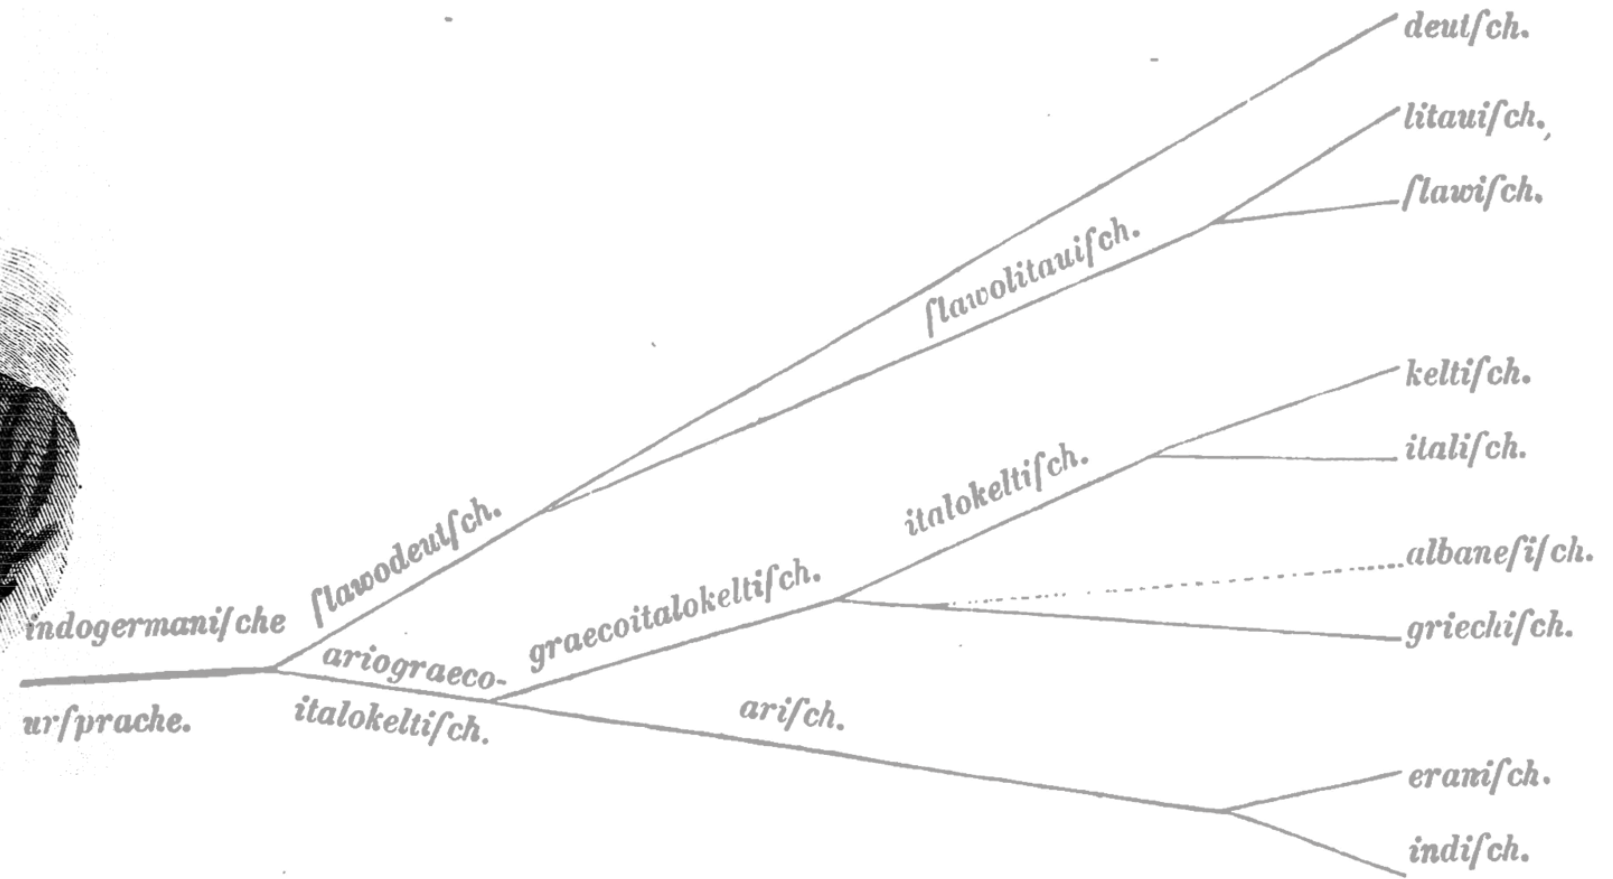 deutſch.
litauiſch.,
ſlawiſch.
ſlawolitauiſch.
keltiſch.
italiſch.
italokeltiſch.
ſlawodeutſch.
albaneſiſch.
graecoitalokeltiſch.
indogermaniſche
griechiſch.
ariograeco-
italokeltiſch.
urſprache.
ariſch.
eraniſch.
indiſch.